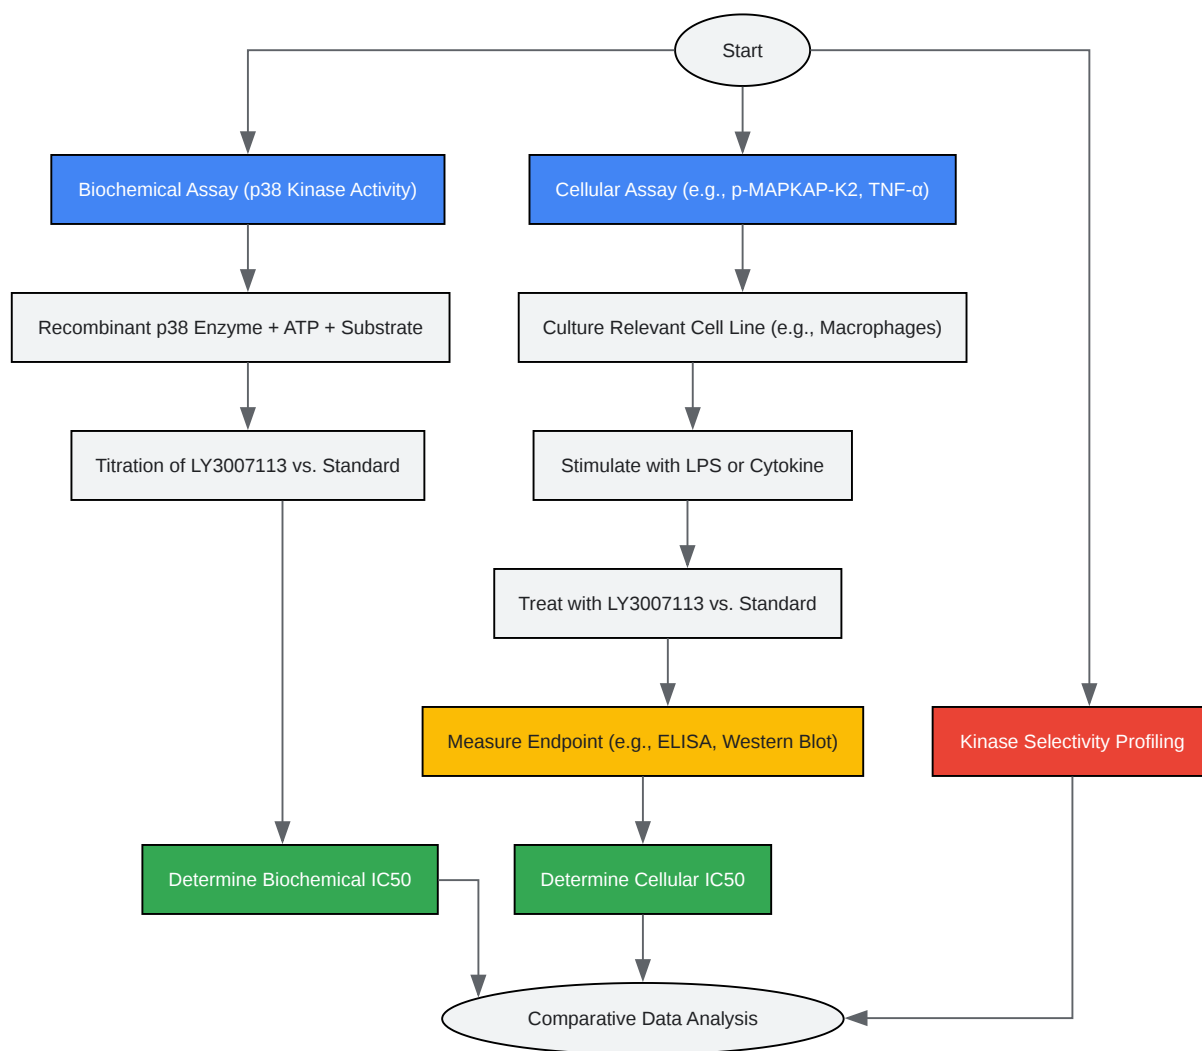 Start
Biochemical Assay (p38 Kinase Activity)
Cellular Assay (e.g., p-MAPKAP-K2, TNF-α)
Recombinant p38 Enzyme + ATP + Substrate
Culture Relevant Cell Line (e.g., Macrophages)
Titration of LY3007113 vs. Standard
Stimulate with LPS or Cytokine
Treat with LY3007113 vs. Standard
Measure Endpoint (e.g., ELISA, Western Blot)
Kinase Selectivity Profiling
Determine Biochemical IC50
Determine Cellular IC50
Comparative Data Analysis